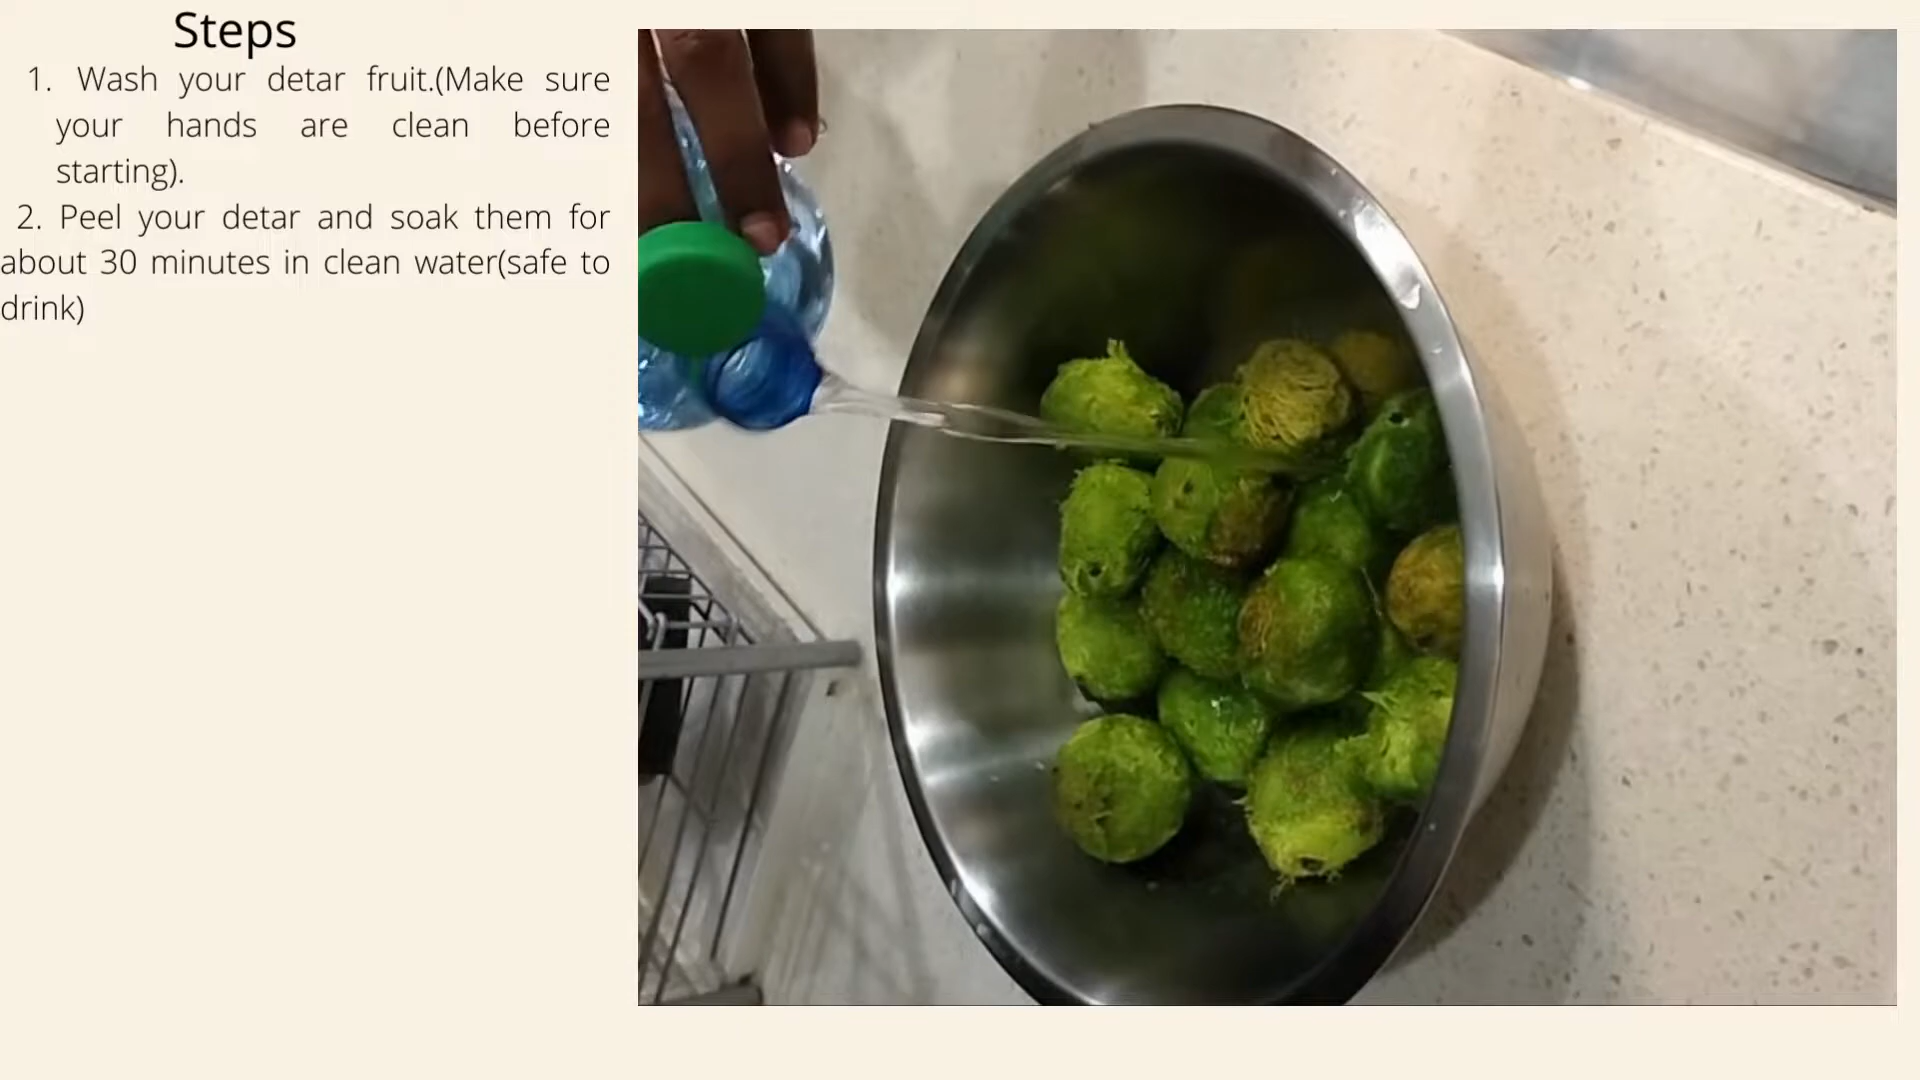 Steps
1. Wash your detar fruit.(Make sure
your hands are clean before
starting).
2. Peel your detar and soak them for
about 30 minutes in clean water(safe to
drink)